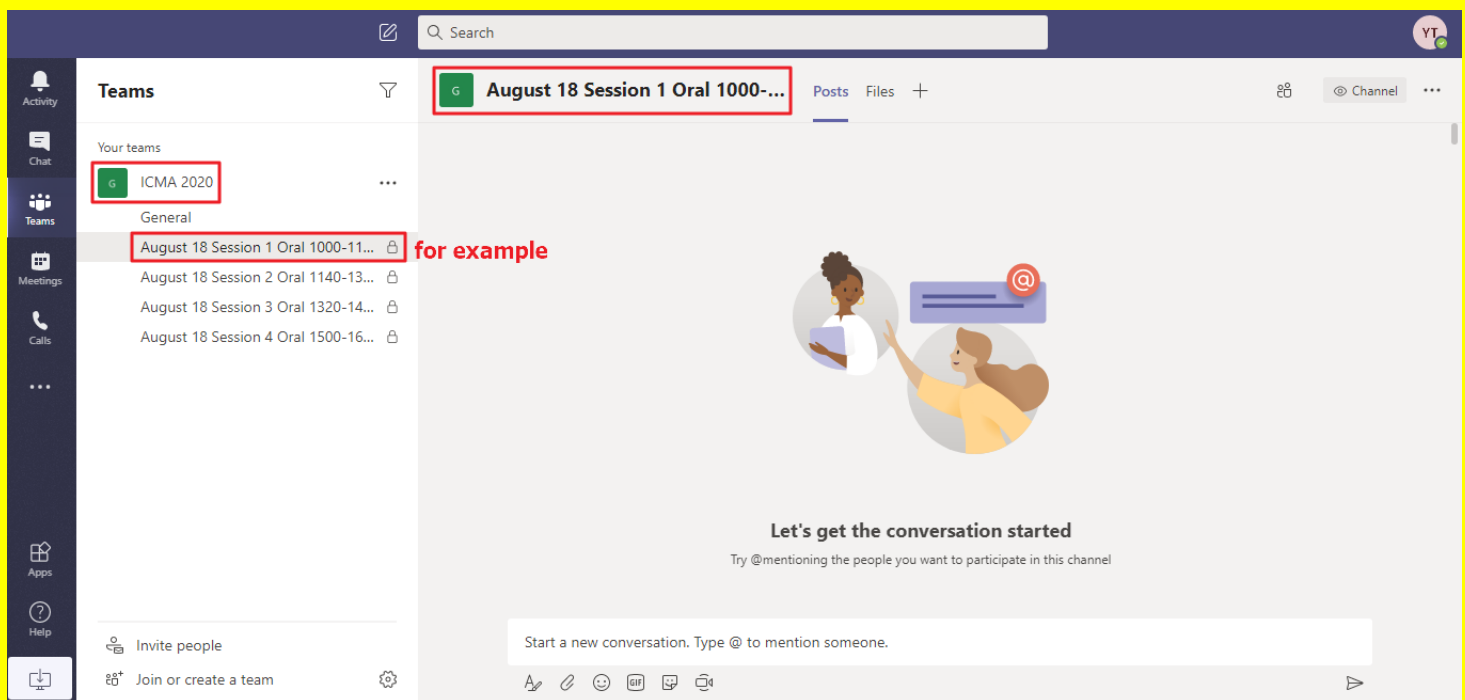 Search
YT
Activity
Chat
Teams
Meetings
Calls
Apps
Help
Teams
Your teams
G ICMA 2020
General
August 18 Session 1 Oral 1000-11...
for example
August 18 Session 2 Oral 1140-13...
August 18 Session 3 Oral 1320-14...
August 18 Session 4 Oral 1500-16...
Invite people
Join or create a team
G August 18 Session 1 Oral 1000-...
Posts Files
Channel
@
Let's get the conversation started
Try @mentioning the people you want to participate in this channel
Start a new conversation. Type @ to mention someone.
GIF